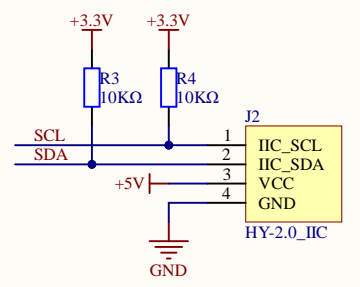 +3.3V +3.3V
R3 R4
10KΩ 10KΩ
J2
SCL 1 IIC_SCL
SDA 2 IIC_SDA
+5V 3 VCC
4 GND
HY-2.0_IIC
GND